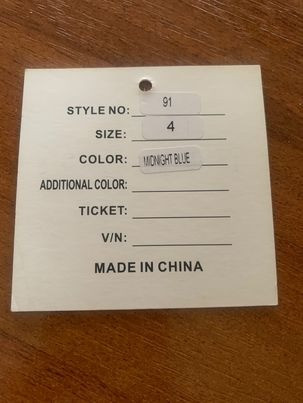 STYLE NO: 91
SIZE: 4
COLOR: MIDNIGHT BLUE
ADDITIONAL COLOR:
TICKET:
V/N:
MADE IN CHINA